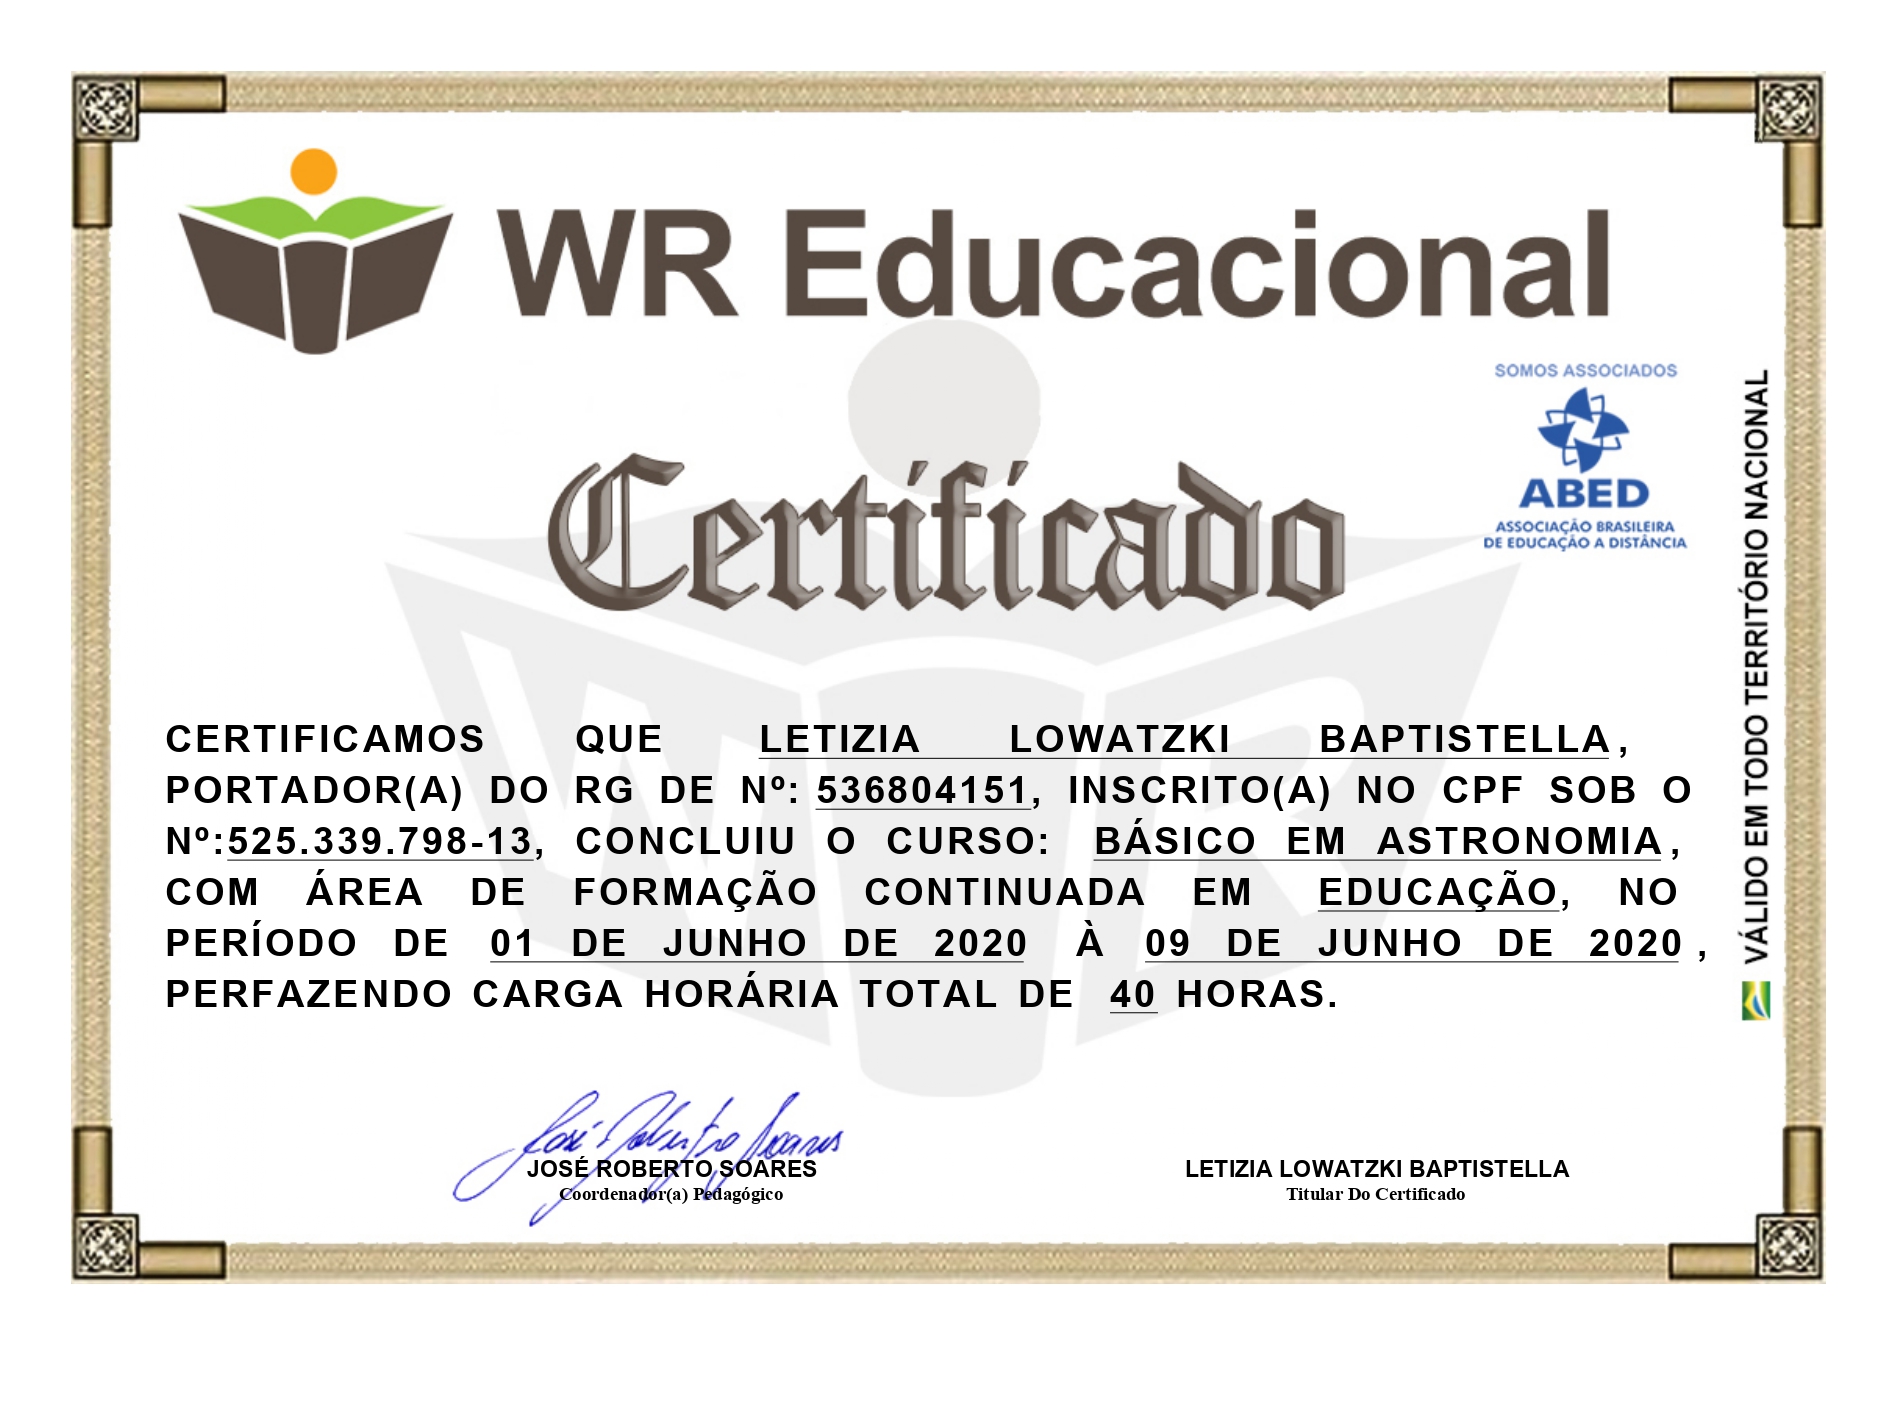 WR Educacional
SOMOS ASSOCIADOS
ABED
ASSOCIAÇÃO BRASILEIRA
DE EDUCAÇÃO A DISTÂNCIA
Certificado
CERTIFICAMOS QUE LETIZIA LOWATZKI BAPTISTELLA,
PORTADOR(A) DO RG DE Nº: 536804151, INSCRITO(A) NO CPF SOB O
Nº:525.339.798-13, CONCLUIU O CURSO: BÁSICO EM ASTRONOMIA,
COM ÁREA DE FORMAÇÃO CONTINUADA EM EDUCAÇÃO, NO
PERÍODO DE 01 DE JUNHO DE 2020 À 09 DE JUNHO DE 2020 ,
PERFAZENDO CARGA HORÁRIA TOTAL DE 40 HORAS.
VÁLIDO EM TODO TERRITÓRIO NACIONAL
WR
José Roberto Soares
JOSÉ ROBERTO SOARES
Coordenador(a) Pedagógico
LETIZIA LOWATZKI BAPTISTELLA
Titular Do Certificado